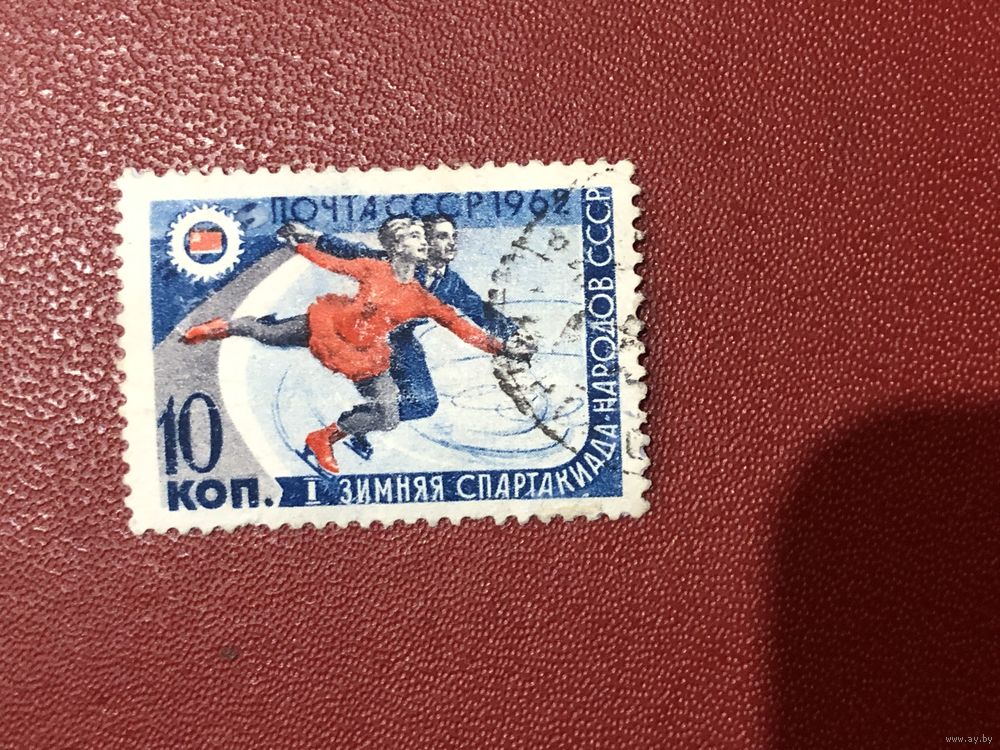 ПОЧТА СССР 1962
10
КОП.
I ЗИМНЯЯ СПАРТАКИАДА·НАРОДОВ СССР
www.ay.by